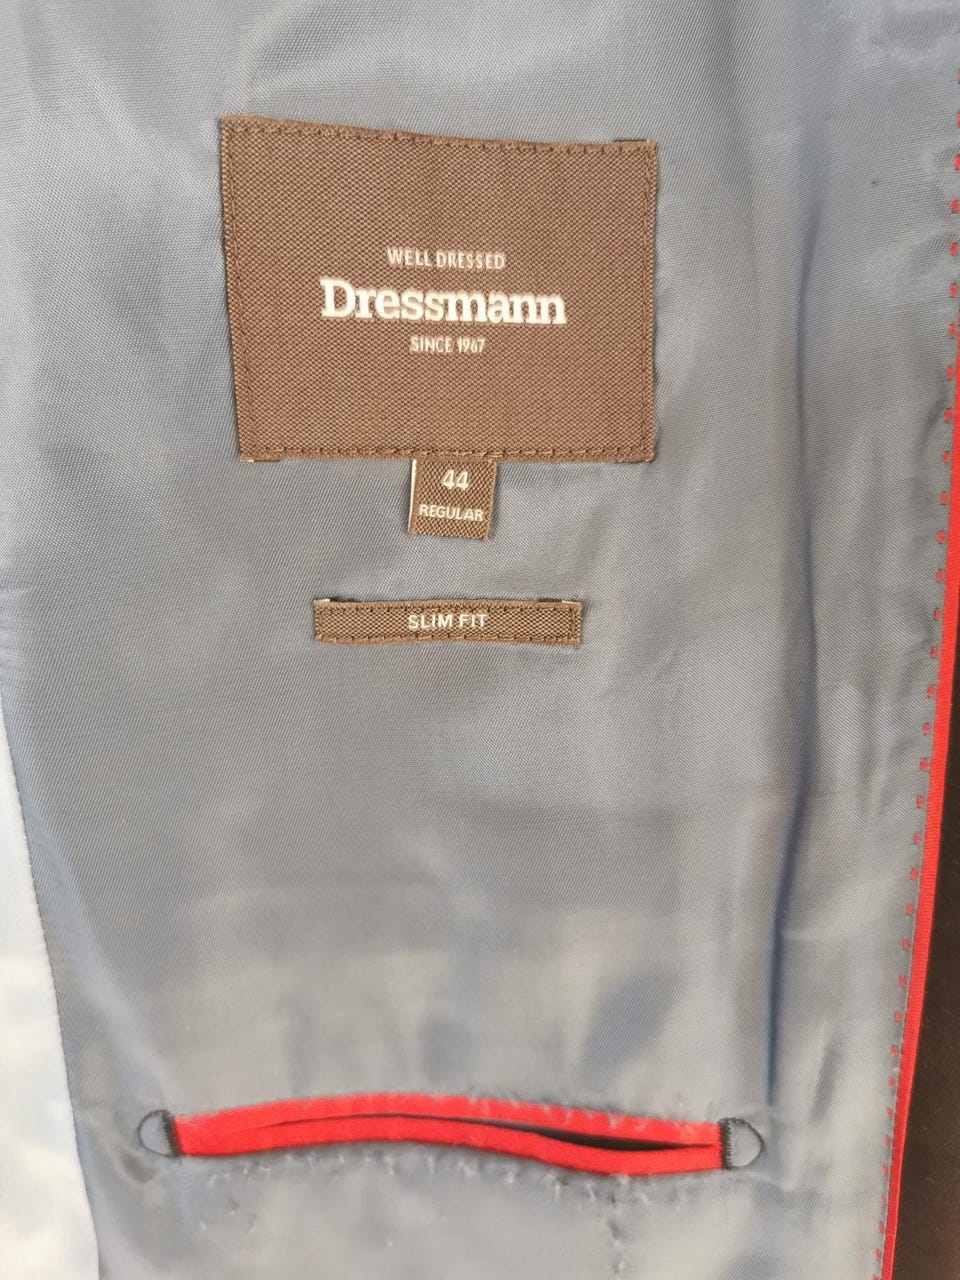 WELL DRESSED
Dressmann
SINCE 1967
44
REGULAR
SLIM FIT